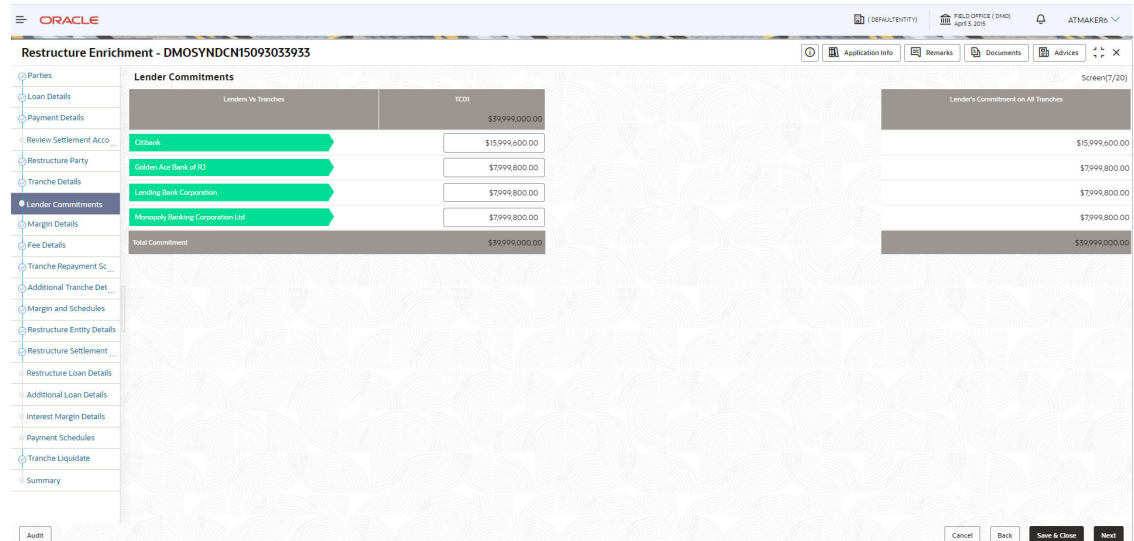 ORACLE
( DEFAULTENTITY)
FIELD OFFICE ( DMO)
April 3, 2015
ATMAKER6
Restructure Enrichment - DMOSYNDCN15093033933
Application Info
Remarks
Documents
Advices
Parties
Loan Details
Payment Details
Review Settlement Acco ...
Restructure Party
Tranche Details
Lender Commitments
Margin Details
Fee Details
Tranche Repayment Sc ...
Additional Tranche Det ...
Margin and Schedules
Restructure Entity Details
Restructure Settlement ...
Restructure Loan Details
Additional Loan Details
Interest Margin Details
Payment Schedules
Tranche Liquidate
Summary
Lender Commitments
Screen(7/20)
Lenders Vs Tranches TC01 Lender's Commitment on All Tranches
$39,999,000.00
Citibank $15,999,600.00 $15,999,600.00
Golden Ace Bank of RJ $7,999,800.00 $7,999,800.00
Lending Bank Corporation $7,999,800.00 $7,999,800.00
Monopoly Banking Corporation Ltd $7,999,800.00 $7,999,800.00
Total Commitment $39,999,000.00 $39,999,000.00
Audit
Cancel
Back
Save & Close
Next